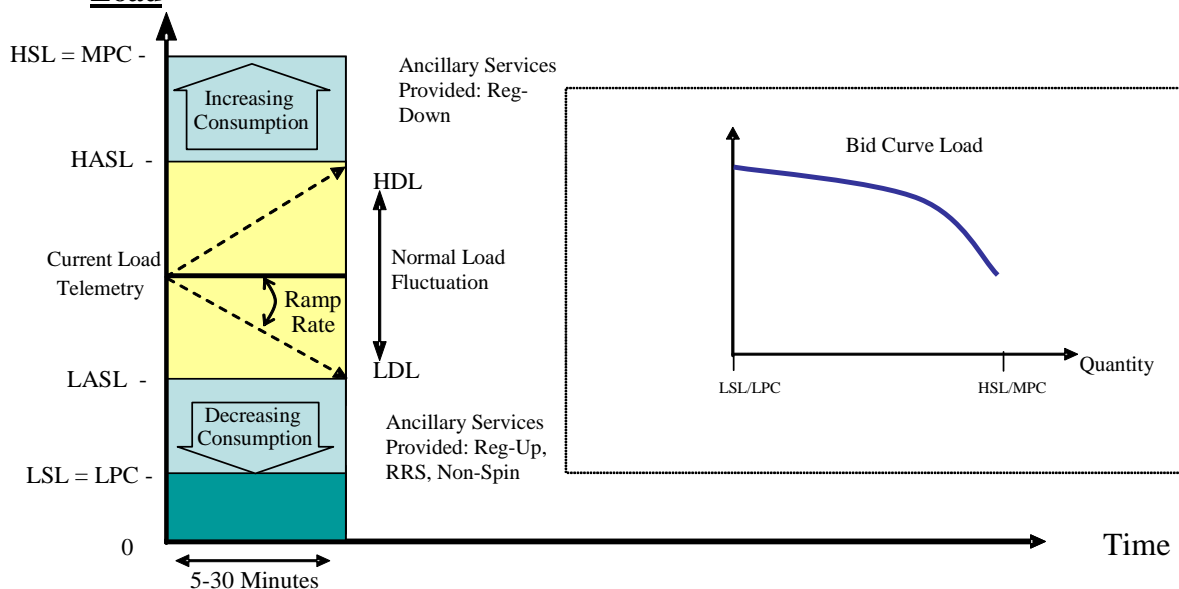 Load
HSL = MPC -
Ancillary Services
Provided: Reg-
Down
Increasing
Consumption
HASL -
HDL
Current Load
Telemetry
Normal Load
Fluctuation
Ramp
Rate
LASL -
LDL
Decreasing
Consumption
Ancillary Services
Provided: Reg-Up,
RRS, Non-Spin
LSL = LPC -
0
5-30 Minutes
Time
Bid Curve Load
Quantity
LSL/LPC
HSL/MPC